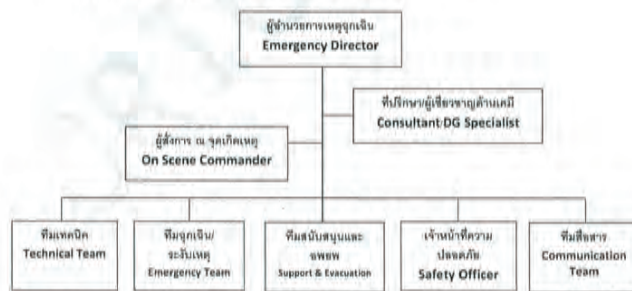 ผู้อำนวยการเหตุฉุกเฉิน
Emergency Director
ที่ปรึกษา/ผู้เชี่ยวชาญด้านเคมี
Consultant/DG Specialist
ผู้สั่งการ ณ จุดเกิดเหตุ
On Scene Commander
ทีมเทคนิค
Technical Team
ทีมฉุกเฉิน/
ระงับเหตุ
Emergency Team
ทีมสนับสนุนและ
อพยพ
Support & Evacuation
เจ้าหน้าที่ความ
ปลอดภัย
Safety Officer
ทีมสื่อสาร
Communication
Team